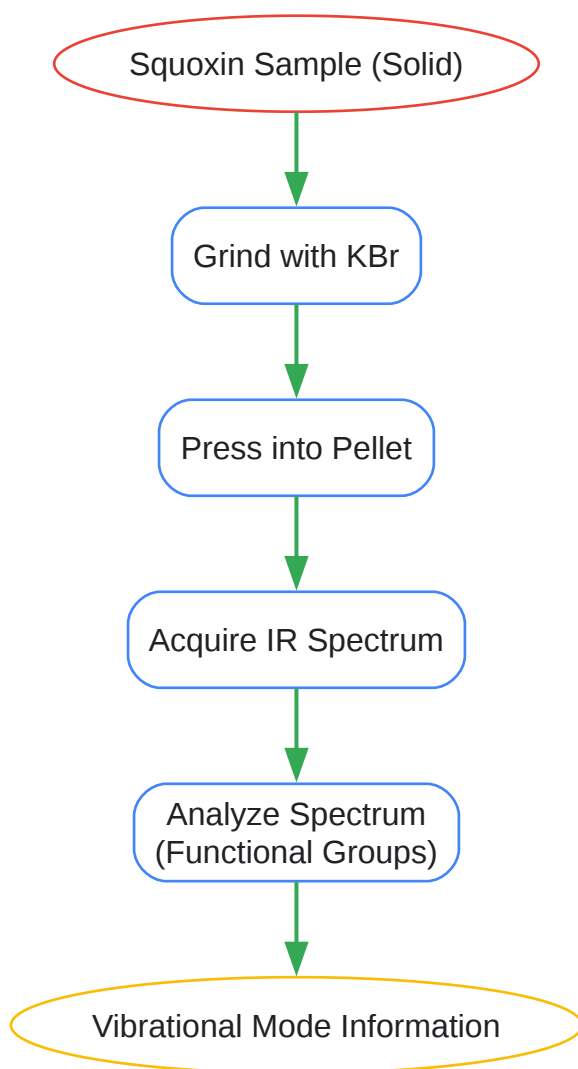 Squoxin Sample (Solid)
Grind with KBr
Press into Pellet
Acquire IR Spectrum
Analyze Spectrum
(Functional Groups)
Vibrational Mode Information